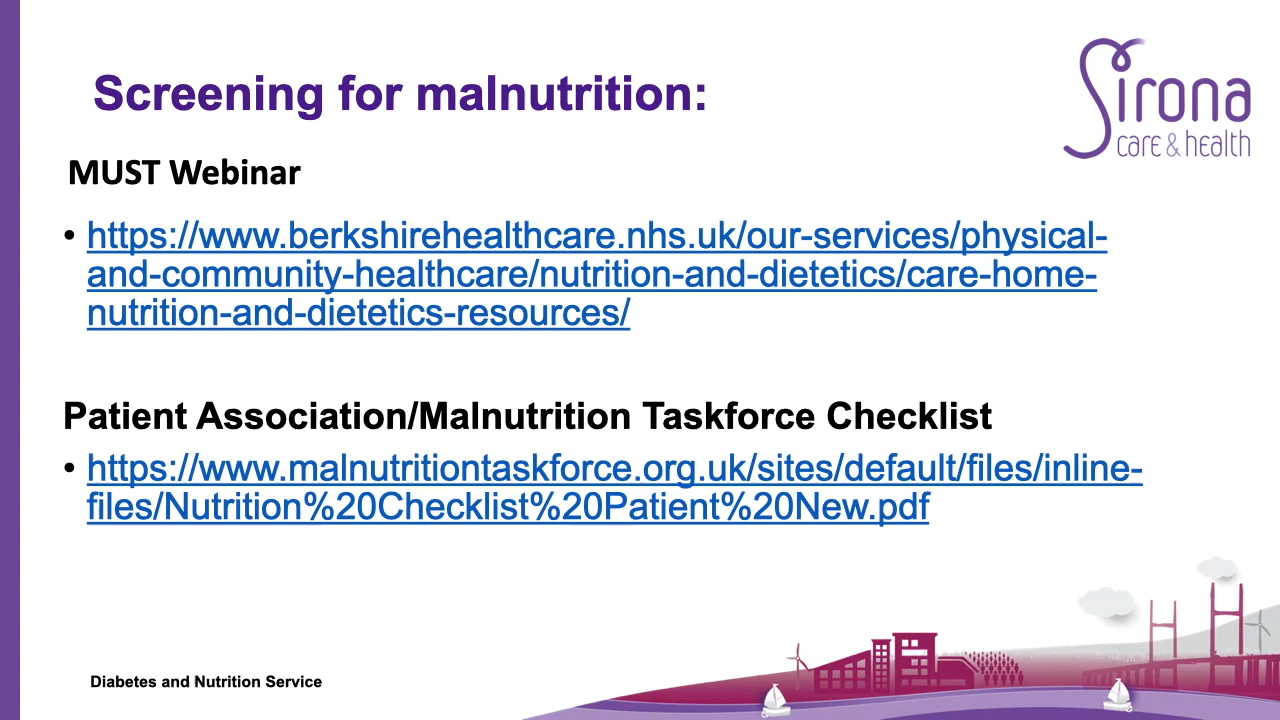 Screening for malnutrition:
Sirona
care & health
MUST Webinar
• https://www.berkshirehealthcare.nhs.uk/our-services/physical-
and-community-healthcare/nutrition-and-dietetics/care-home-
nutrition-and-dietetics-resources/
Patient Association/Malnutrition Taskforce Checklist
• https://www.malnutritiontaskforce.org.uk/sites/default/files/inline-
files/Nutrition%20Checklist%20Patient%20New.pdf
Diabetes and Nutrition Service